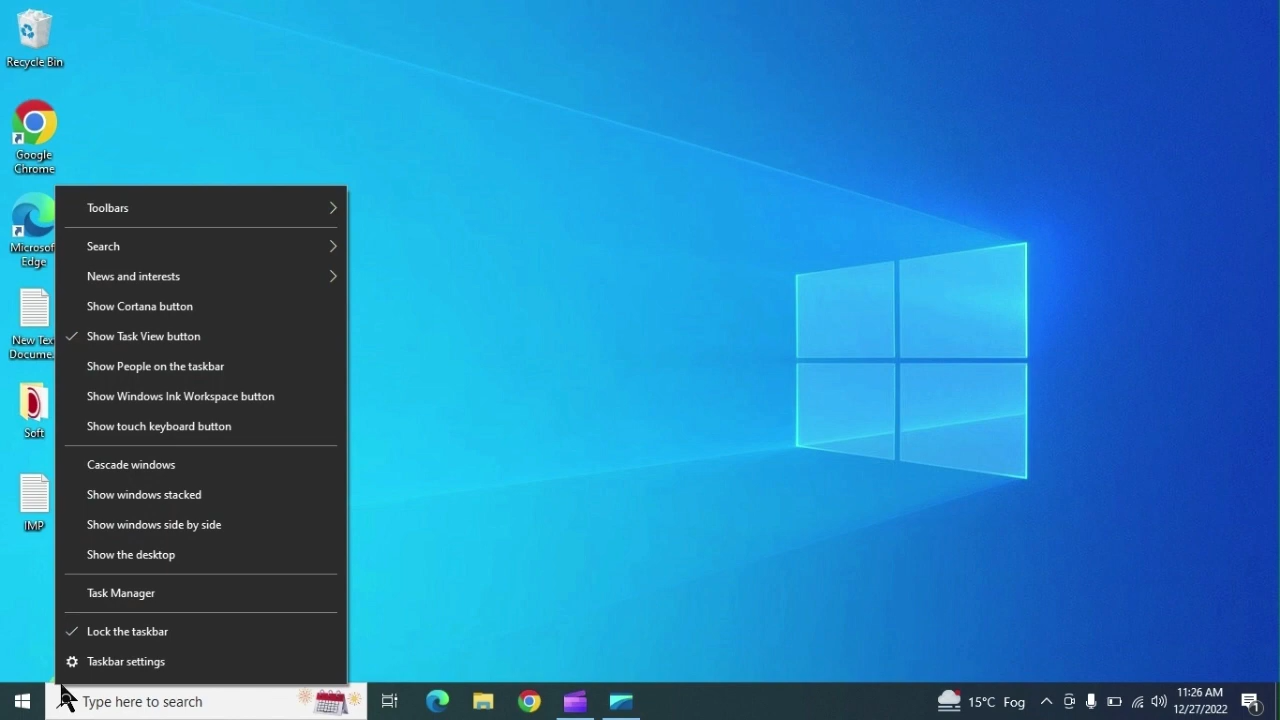 Recycle Bin
Google
Chrome
Microsof
Edge
New Tex
Docume...
Soft
IMP
Toolbars
Search
News and interests
Show Cortana button
Show Task View button
Show People on the taskbar
Show Windows Ink Workspace button
Show touch keyboard button
Cascade windows
Show windows stacked
Show windows side by side
Show the desktop
Task Manager
Lock the taskbar
Taskbar settings
Type here to search
15°C Fog
11:26 AM
12/27/2022
1